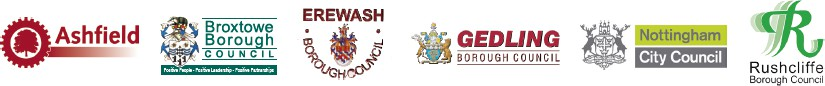 Ashfield
Broxtowe
Borough
COUNCIL
Positive People - Positive Leadership - Positive Partnerships
EREWASH
BOROUGH COUNCIL
GEDLING
BOROUGH COUNCIL
Nottingham
City Council
Rushcliffe
Borough Council